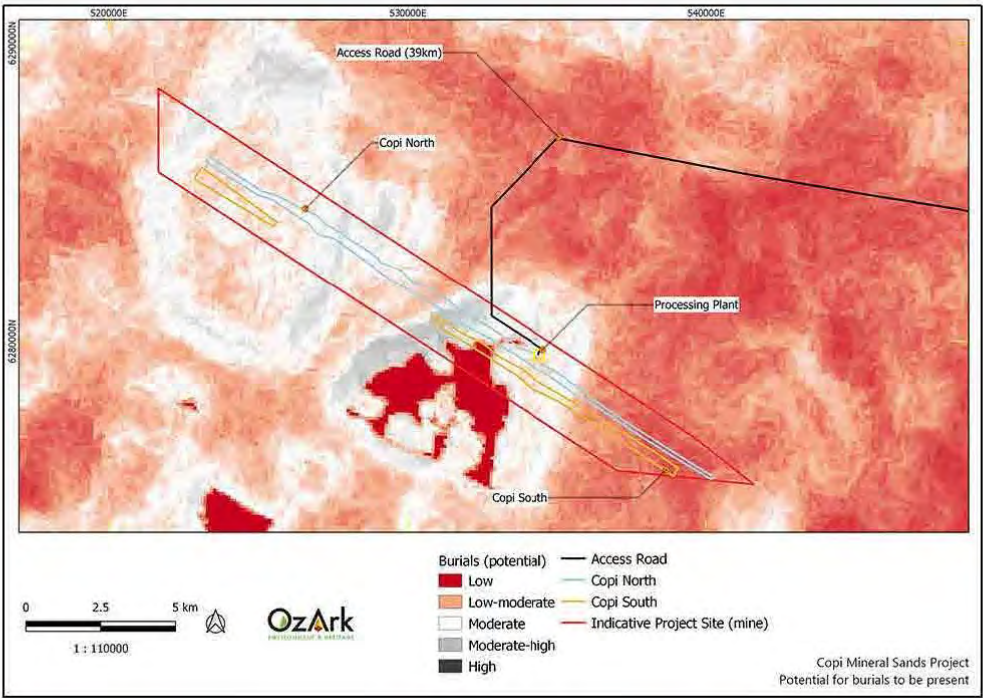 520000E
530000E
540000E
6290000N
6280000N
Access Road (39km)
Copi North
Processing Plant
Copi South
0 2.5 5 km
1 : 110000
OzArk
Burials (potential)
Low
Low-moderate
Moderate
Moderate-high
High
Access Road
Copi North
Copi South
Indicative Project Site (mine)
Copi Mineral Sands Project
Potential for burials to be present